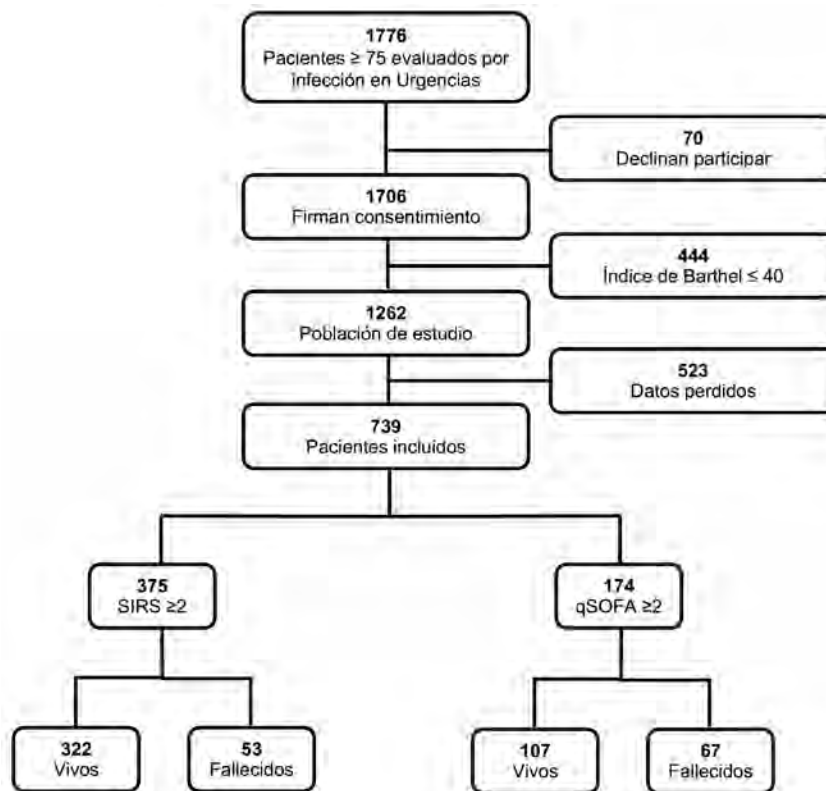 1776
Pacientes ≥ 75 evaluados por
infección en Urgencias
70
Declinan participar
1706
Firman consentimiento
444
Índice de Barthel ≤ 40
1262
Población de estudio
523
Datos perdidos
739
Pacientes incluidos
375
SIRS ≥2
174
qSOFA ≥2
322
Vivos
53
Fallecidos
107
Vivos
67
Fallecidos